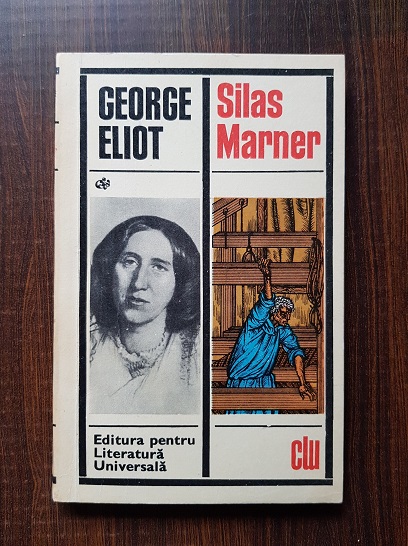 GEORGE
ELIOT
Silas
Marner
Editura pentru
Literatură
Universală
clu